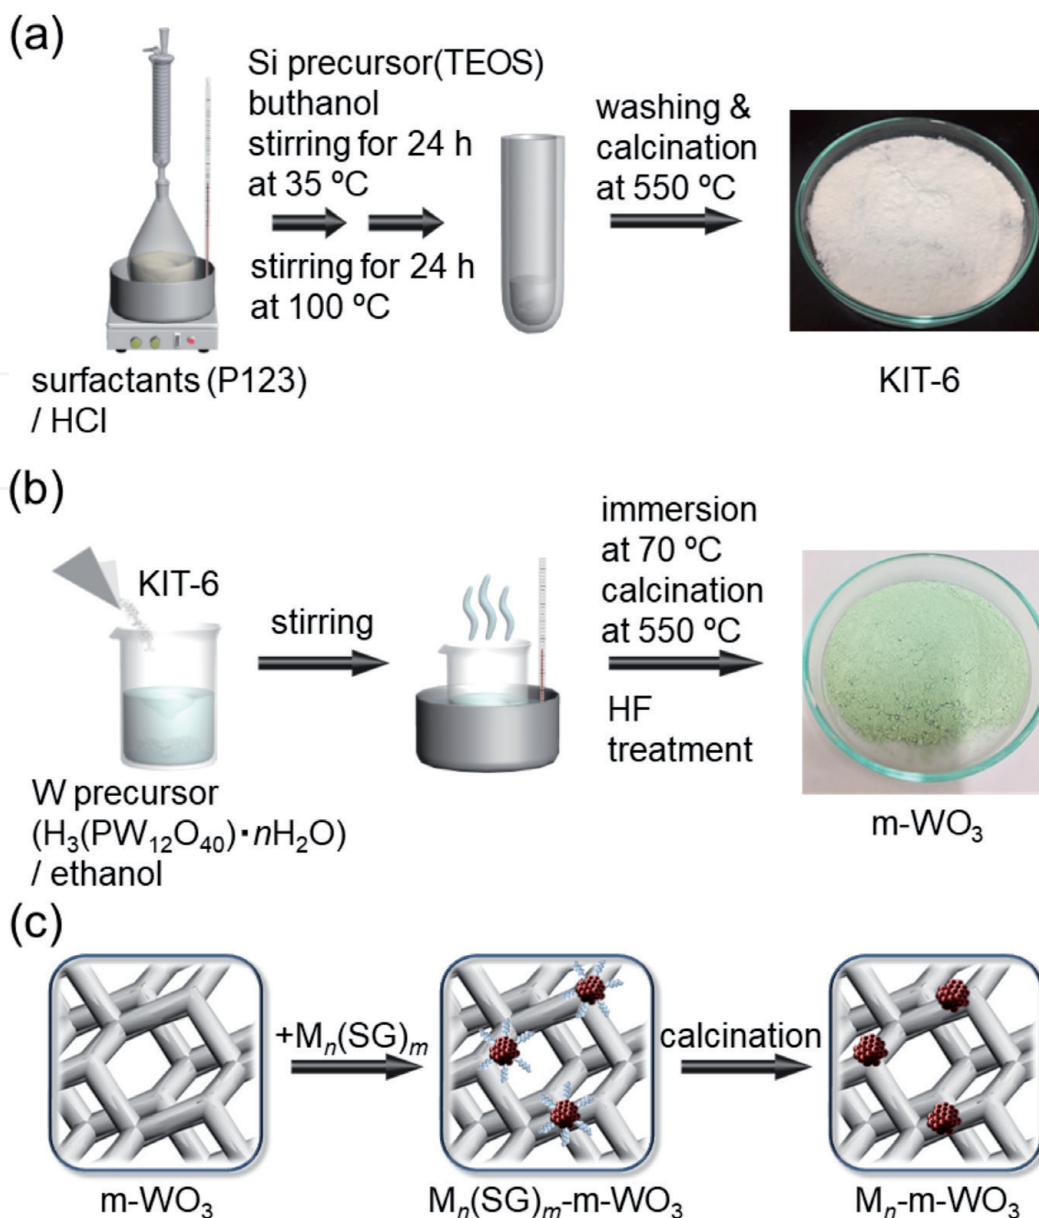 (a)
Si precursor(TEOS)
buthanol
stirring for 24 h
at 35 ºC
stirring for 24 h
at 100 ºC
washing &
calcination
at 550 ºC
surfactants (P123)
/ HCl
KIT-6
(b)
KIT-6
stirring
immersion
at 70 ºC
calcination
at 550 ºC
HF
treatment
W precursor
(H₃(PW₁₂O₄₀)·nH₂O)
/ ethanol
m-WO₃
(c)
+Mₙ(SG)ₘ
calcination
m-WO₃
Mₙ(SG)ₘ-m-WO₃
Mₙ-m-WO₃